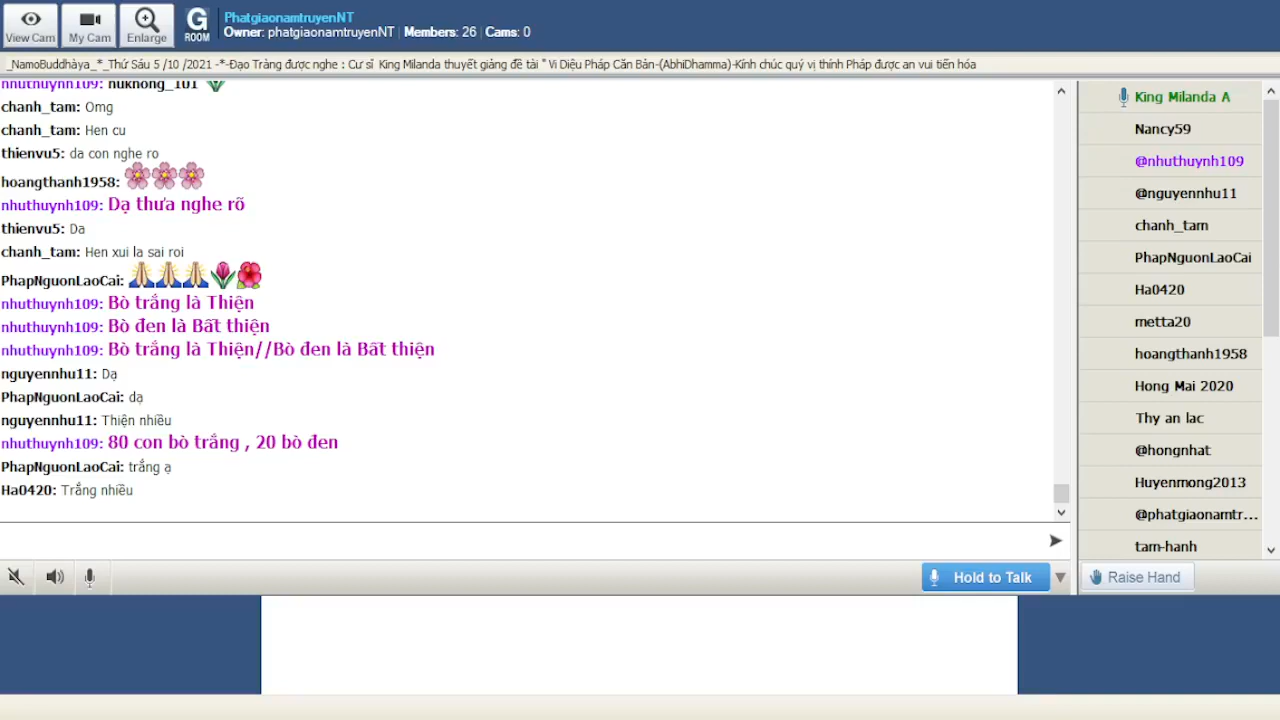 View Cam
My Cam
Enlarge
G
ROOM
PhatgiaonamtruyenNT
Owner: phatgiaonamtruyenNT | Members: 26 | Cams: 0
_NamoBuddhàya_*_Thứ Sáu 5 /10 /2021 -*-Đạo Tràng được nghe : Cư sĩ King Milanda thuyết giảng đề tài " Vi Diệu Pháp Căn Bản-(AbhiDhamma)-Kính chúc quý vị thính Pháp được an vui tiến hóa
nhuthuynh109: nukhong_101
chanh_tam: Omg
chanh_tam: Hen cu
thienvu5: da con nghe ro
hoangthanh1958:
nhuthuynh109: Dạ thưa nghe rõ
thienvu5: Da
chanh_tam: Hen xui la sai roi
PhapNguonLaoCai:
nhuthuynh109: Bò trắng là Thiện
nhuthuynh109: Bò đen là Bất thiện
nhuthuynh109: Bò trắng là Thiện//Bò đen là Bất thiện
nguyennhu11: Dạ
PhapNguonLaoCai: dạ
nguyennhu11: Thiện nhiều
nhuthuynh109: 80 con bò trắng , 20 bò đen
PhapNguonLaoCai: trắng ạ
Ha0420: Trắng nhiều
King Milanda A
Nancy59
@nhuthuynh109
@nguyennhu11
chanh_tam
PhapNguonLaoCai
Ha0420
metta20
hoangthanh1958
Hong Mai 2020
Thy an lac
@hongnhat
Huyenmong2013
@phatgiaonamtr...
tam-hanh
Hold to Talk
Raise Hand